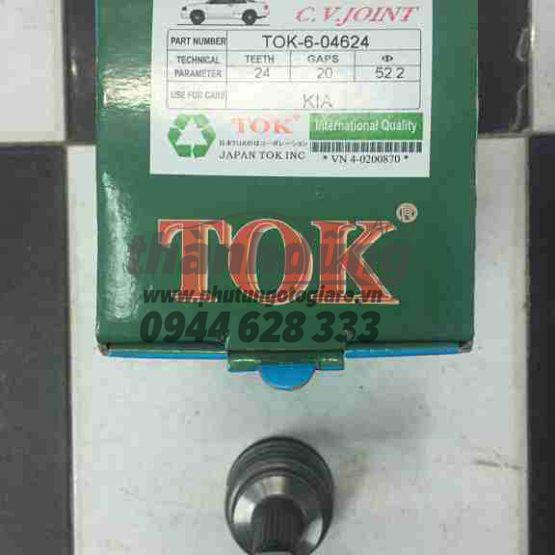 C.V.JOINT
PART NUMBER TOK-6-04624
TECHNICAL PARAMETER TEETH GAPS Φ
24 20 52.2
USE FOR CARS KIA
TOK® International Quality
JAPAN TOK INC * VN 4-0200870 *
TOK®
www.phutungotogiare.vn
0944 628 333